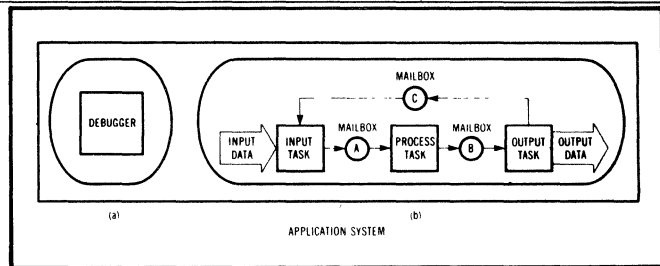 MAILBOX
C
DEBUGGER
MAILBOX
MAILBOX
INPUT
DATA
INPUT
TASK
A
PROCESS
TASK
B
OUTPUT
TASK
OUTPUT
DATA
(a)
(b)
APPLICATION SYSTEM